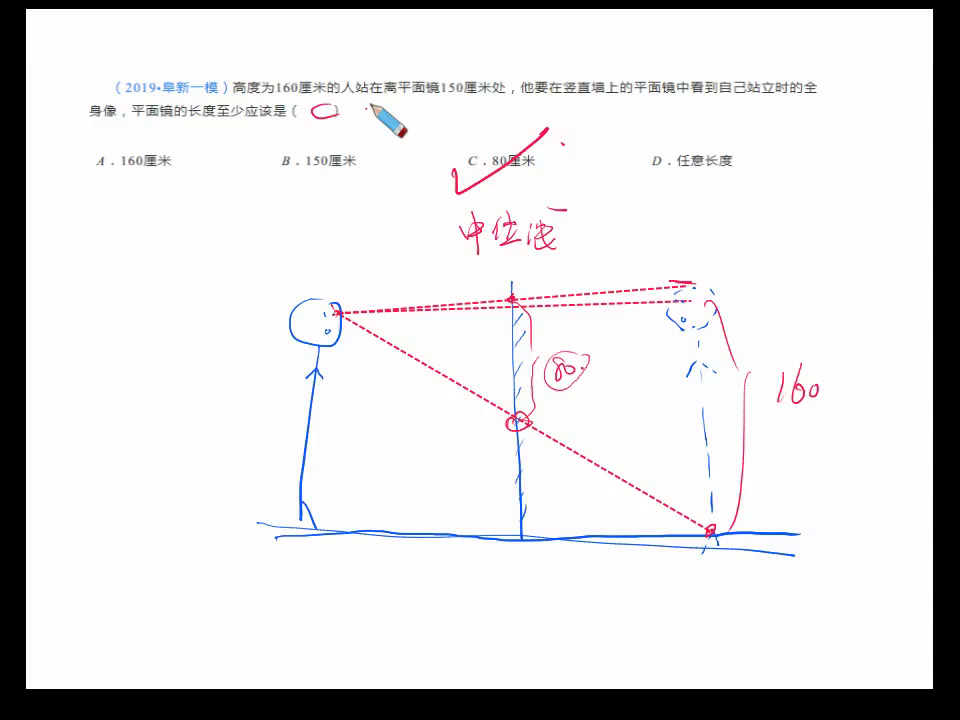 （2019•阜新一模）高度为160厘米的人站在离平面镜150厘米处，他要在竖直墙上的平面镜中看到自己站立时的全
身像，平面镜的长度至少应该是（ C ）
A．160厘米 B．150厘米 C．80厘米 D．任意长度
中位线
80
160